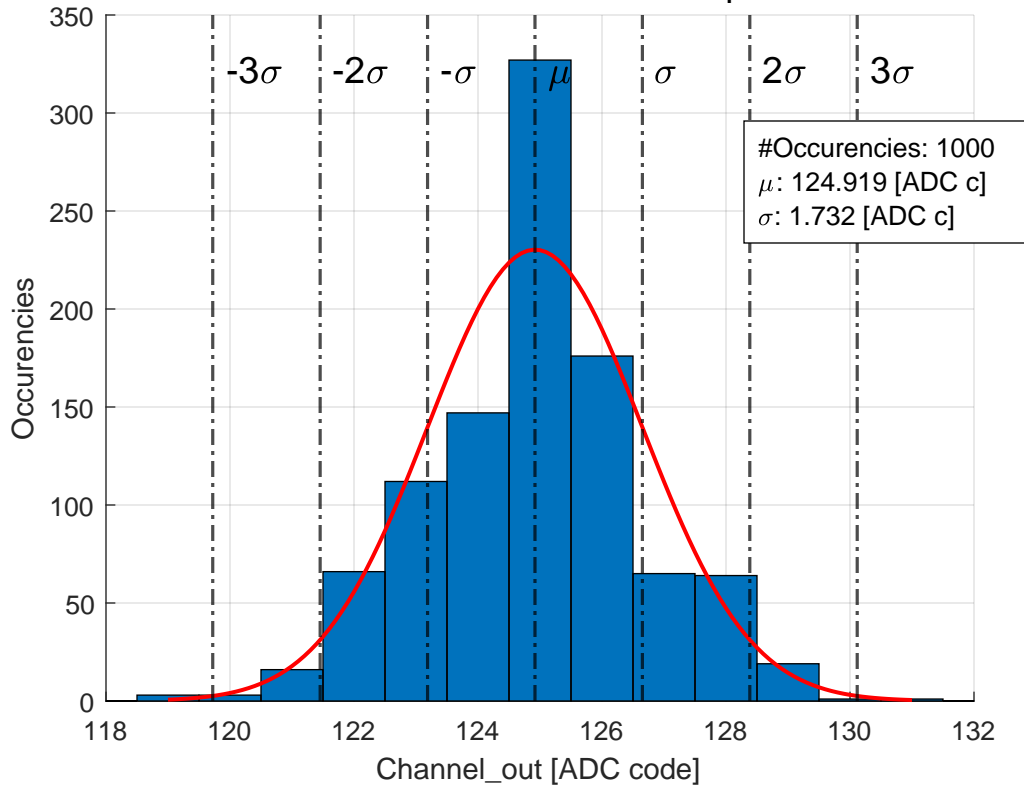 350
300
250
200
150
100
50
0
-3σ -2σ -σ μ σ 2σ 3σ
#Occurencies: 1000
μ: 124.919 [ADC c]
σ: 1.732 [ADC c]
Occurencies
118 120 122 124 126 128 130 132
Channel_out [ADC code]